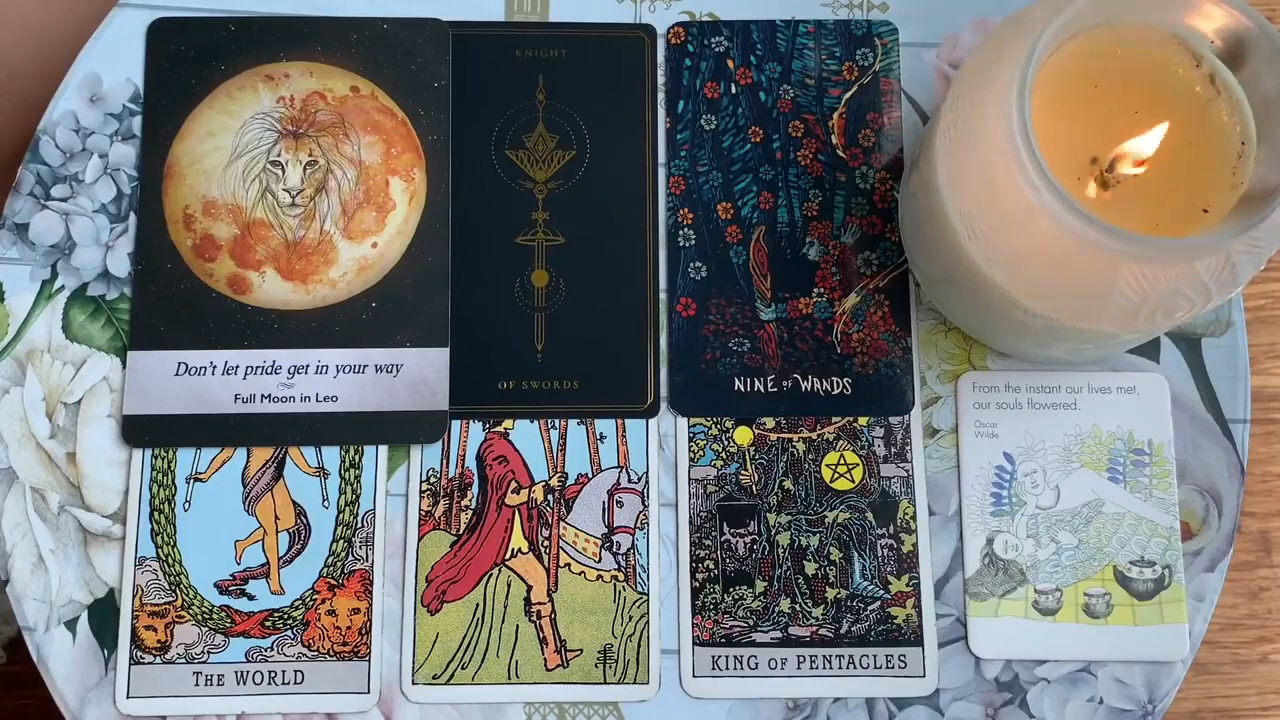 Don't let pride get in your way
Full Moon in Leo
KNIGHT
OF SWORDS
NINE OF WANDS
From the instant our lives met,
our souls flowered.
Oscar
Wilde
THE WORLD
KING OF PENTACLES